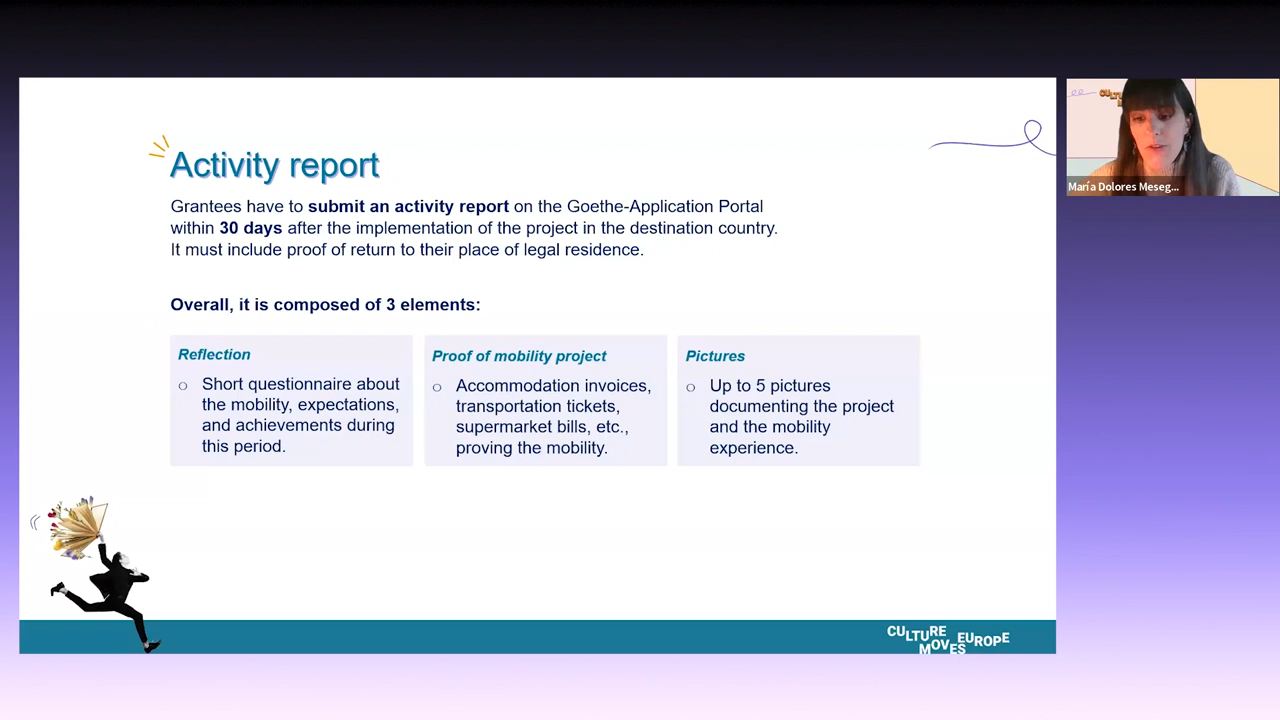 Activity report
Grantees have to submit an activity report on the Goethe-Application Portal
within 30 days after the implementation of the project in the destination country.
It must include proof of return to their place of legal residence.
Overall, it is composed of 3 elements:
Reflection
Short questionnaire about
the mobility, expectations,
and achievements during
this period.
Proof of mobility project
Accommodation invoices,
transportation tickets,
supermarket bills, etc.,
proving the mobility.
Pictures
Up to 5 pictures
documenting the project
and the mobility
experience.
CULTURE
MOVES EUROPE
María Dolores Meseg...